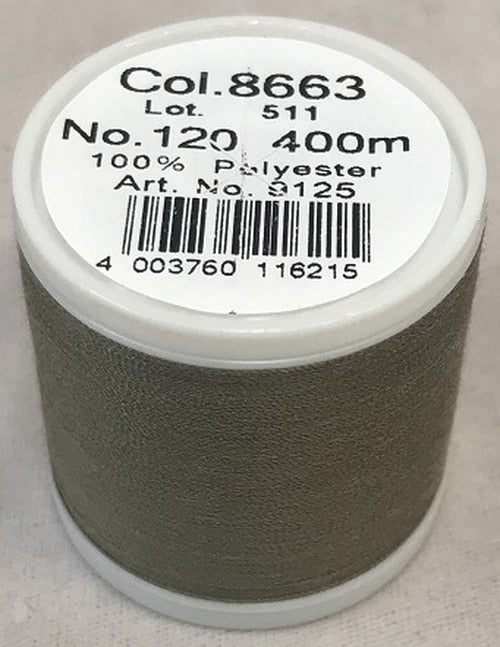 Col.8663
Lot. 511
No.120 400m
100% Polyester
Art. No. 9125
4 003760 116215